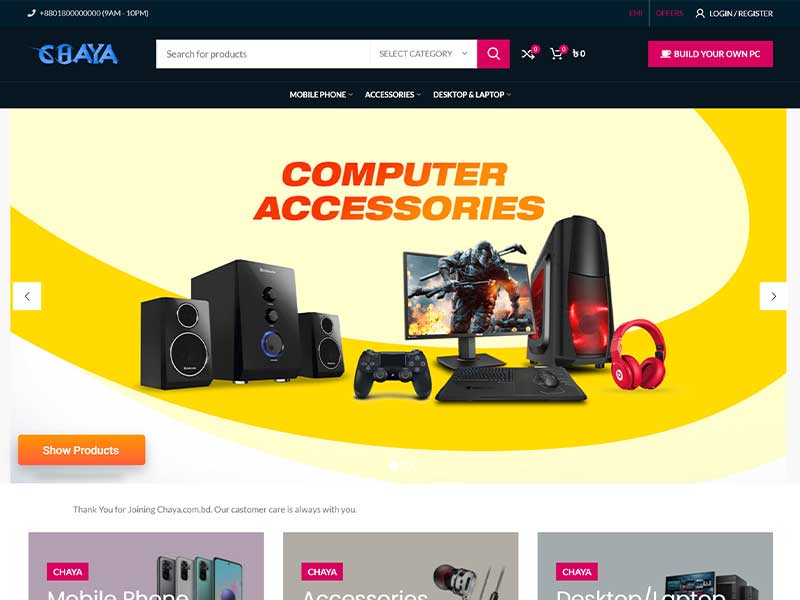 +8801800000000 (9AM - 10PM)
EMI
OFFERS
LOGIN / REGISTER
CHAYA
Search for products
SELECT CATEGORY
0
0
৳ 0
BUILD YOUR OWN PC
MOBILE PHONE
ACCESSORIES
DESKTOP & LAPTOP
COMPUTER
ACCESSORIES
Show Products
Thank You for Joining Chaya.com.bd. Our castomer care is always with you.
CHAYA
CHAYA
CHAYA
Mobile Phone
Accessories
Desktop/Laptop